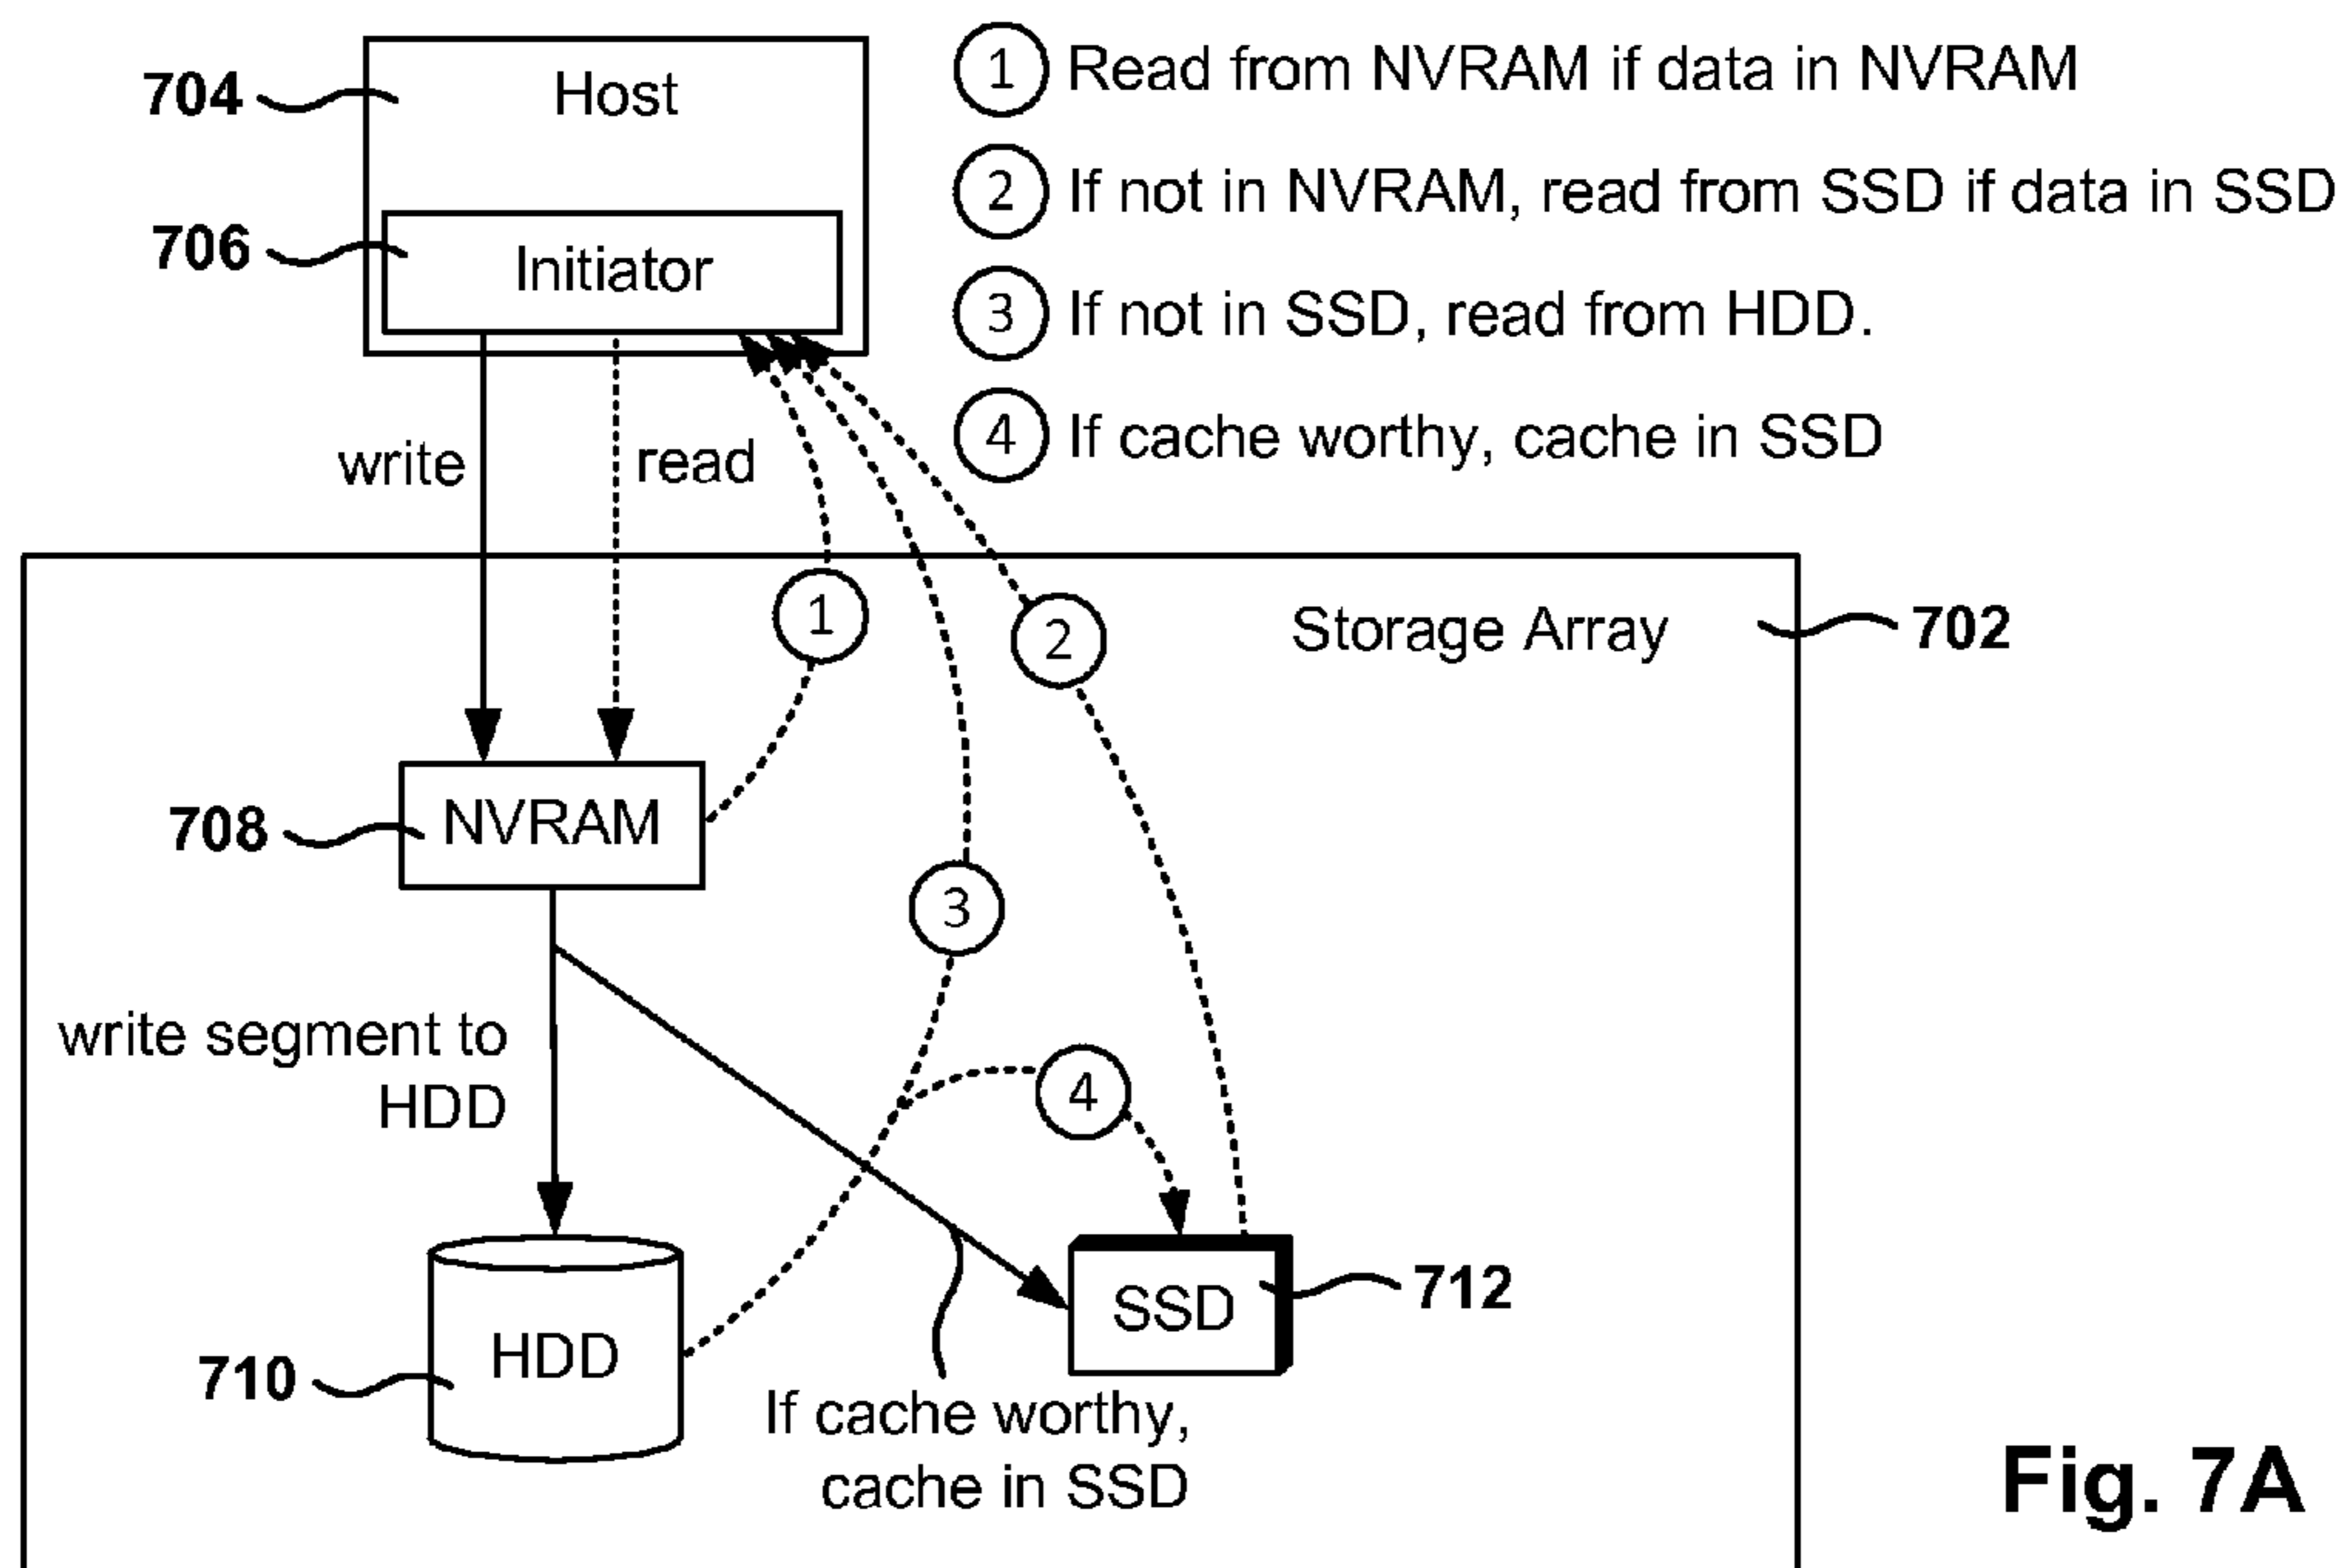 704
Host
706
Initiator
1 Read from NVRAM if data in NVRAM
2 If not in NVRAM, read from SSD if data in SSD
3 If not in SSD, read from HDD.
4 If cache worthy, cache in SSD
write
read
1
2
Storage Array
702
708
NVRAM
3
write segment to
HDD
4
710
HDD
SSD
712
If cache worthy,
cache in SSD
Fig. 7A